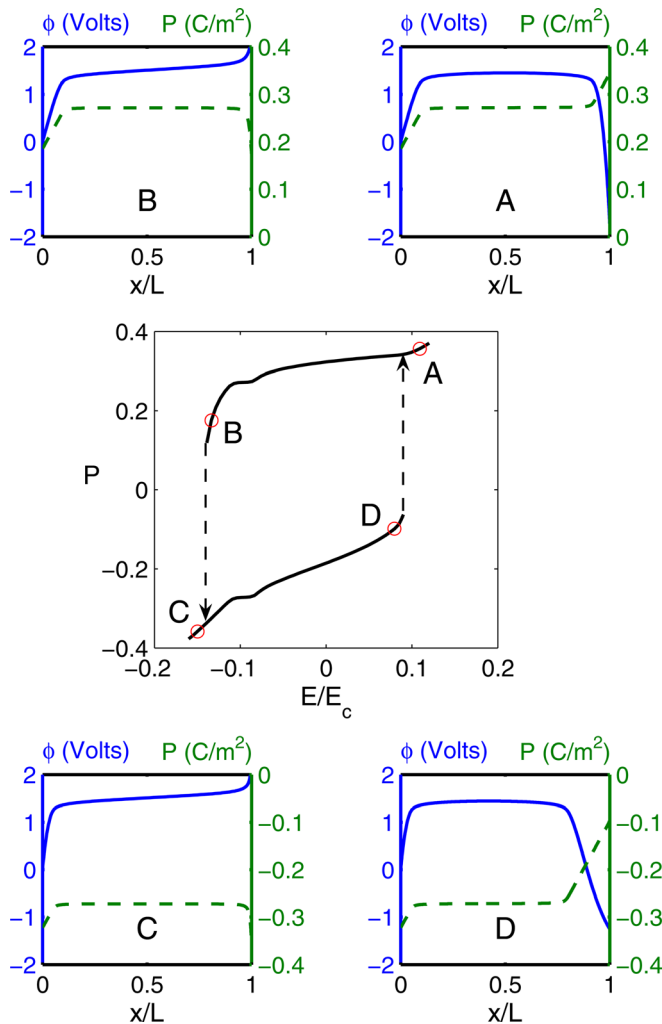 ϕ (Volts) P (C/m²) ϕ (Volts) P (C/m²)
2 0.4 2 0.4
1 0.3 1 0.3
0 0.2 0 0.2
−1 0.1 −1 0.1
B A
−2 0 −2 0
0 0.5 1 0 0.5 1
x/L x/L
0.4
A
0.2
B
P
0
D
−0.2
C
−0.4
−0.2 −0.1 0 0.1 0.2
E/E_c
ϕ (Volts) P (C/m²) ϕ (Volts) P (C/m²)
2 0 2 0
1 −0.1 1 −0.1
0 −0.2 0 −0.2
−1 −0.3 −1 −0.3
C D
−2 −0.4 −2 −0.4
0 0.5 1 0 0.5 1
x/L x/L